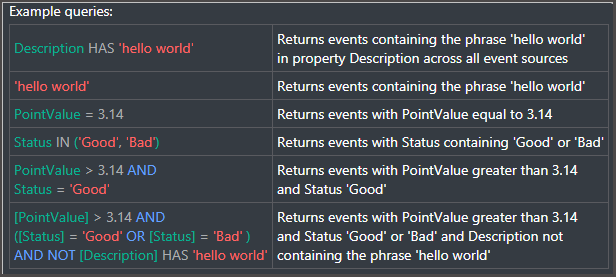 Example queries:
Description HAS 'hello world'
Returns events containing the phrase 'hello world'
in property Description across all event sources
'hello world'
Returns events containing the phrase 'hello world'
PointValue = 3.14
Returns events with PointValue equal to 3.14
Status IN ('Good', 'Bad')
Returns events with Status containing 'Good' or 'Bad'
PointValue > 3.14 AND
Status = 'Good'
Returns events with PointValue greater than 3.14
and Status 'Good'
[PointValue] > 3.14 AND
([Status] = 'Good' OR [Status] = 'Bad' )
AND NOT [Description] HAS 'hello world'
Returns events with PointValue greater than 3.14
and Status 'Good' or 'Bad' and Description not
containing the phrase 'hello world'